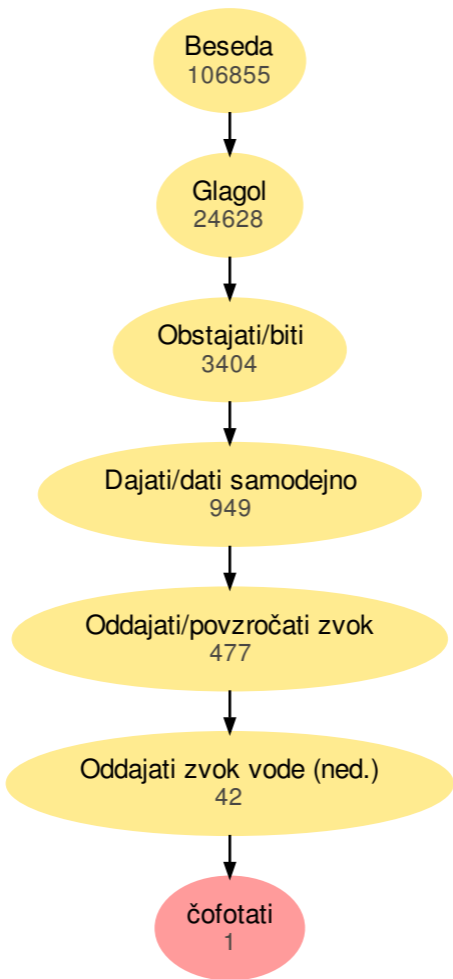 Beseda
106855
Glagol
24628
Obstajati/biti
3404
Dajati/dati samodejno
949
Oddajati/povzročati zvok
477
Oddajati zvok vode (ned.)
42
čofotati
1